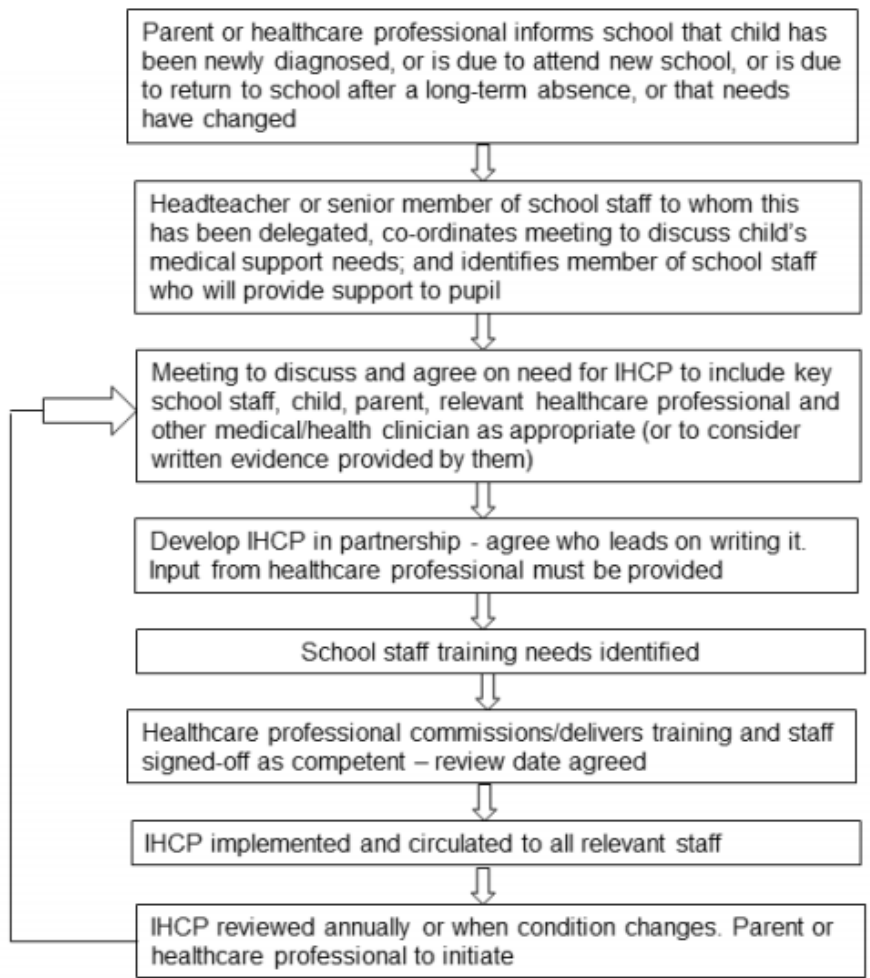 Parent or healthcare professional informs school that child has
been newly diagnosed, or is due to attend new school, or is due
to return to school after a long-term absence, or that needs
have changed
Headteacher or senior member of school staff to whom this
has been delegated, co-ordinates meeting to discuss child's
medical support needs; and identifies member of school staff
who will provide support to pupil
Meeting to discuss and agree on need for IHCP to include key
school staff, child, parent, relevant healthcare professional and
other medical/health clinician as appropriate (or to consider
written evidence provided by them)
Develop IHCP in partnership - agree who leads on writing it.
Input from healthcare professional must be provided
School staff training needs identified
Healthcare professional commissions/delivers training and staff
signed-off as competent – review date agreed
IHCP implemented and circulated to all relevant staff
IHCP reviewed annually or when condition changes. Parent or
healthcare professional to initiate